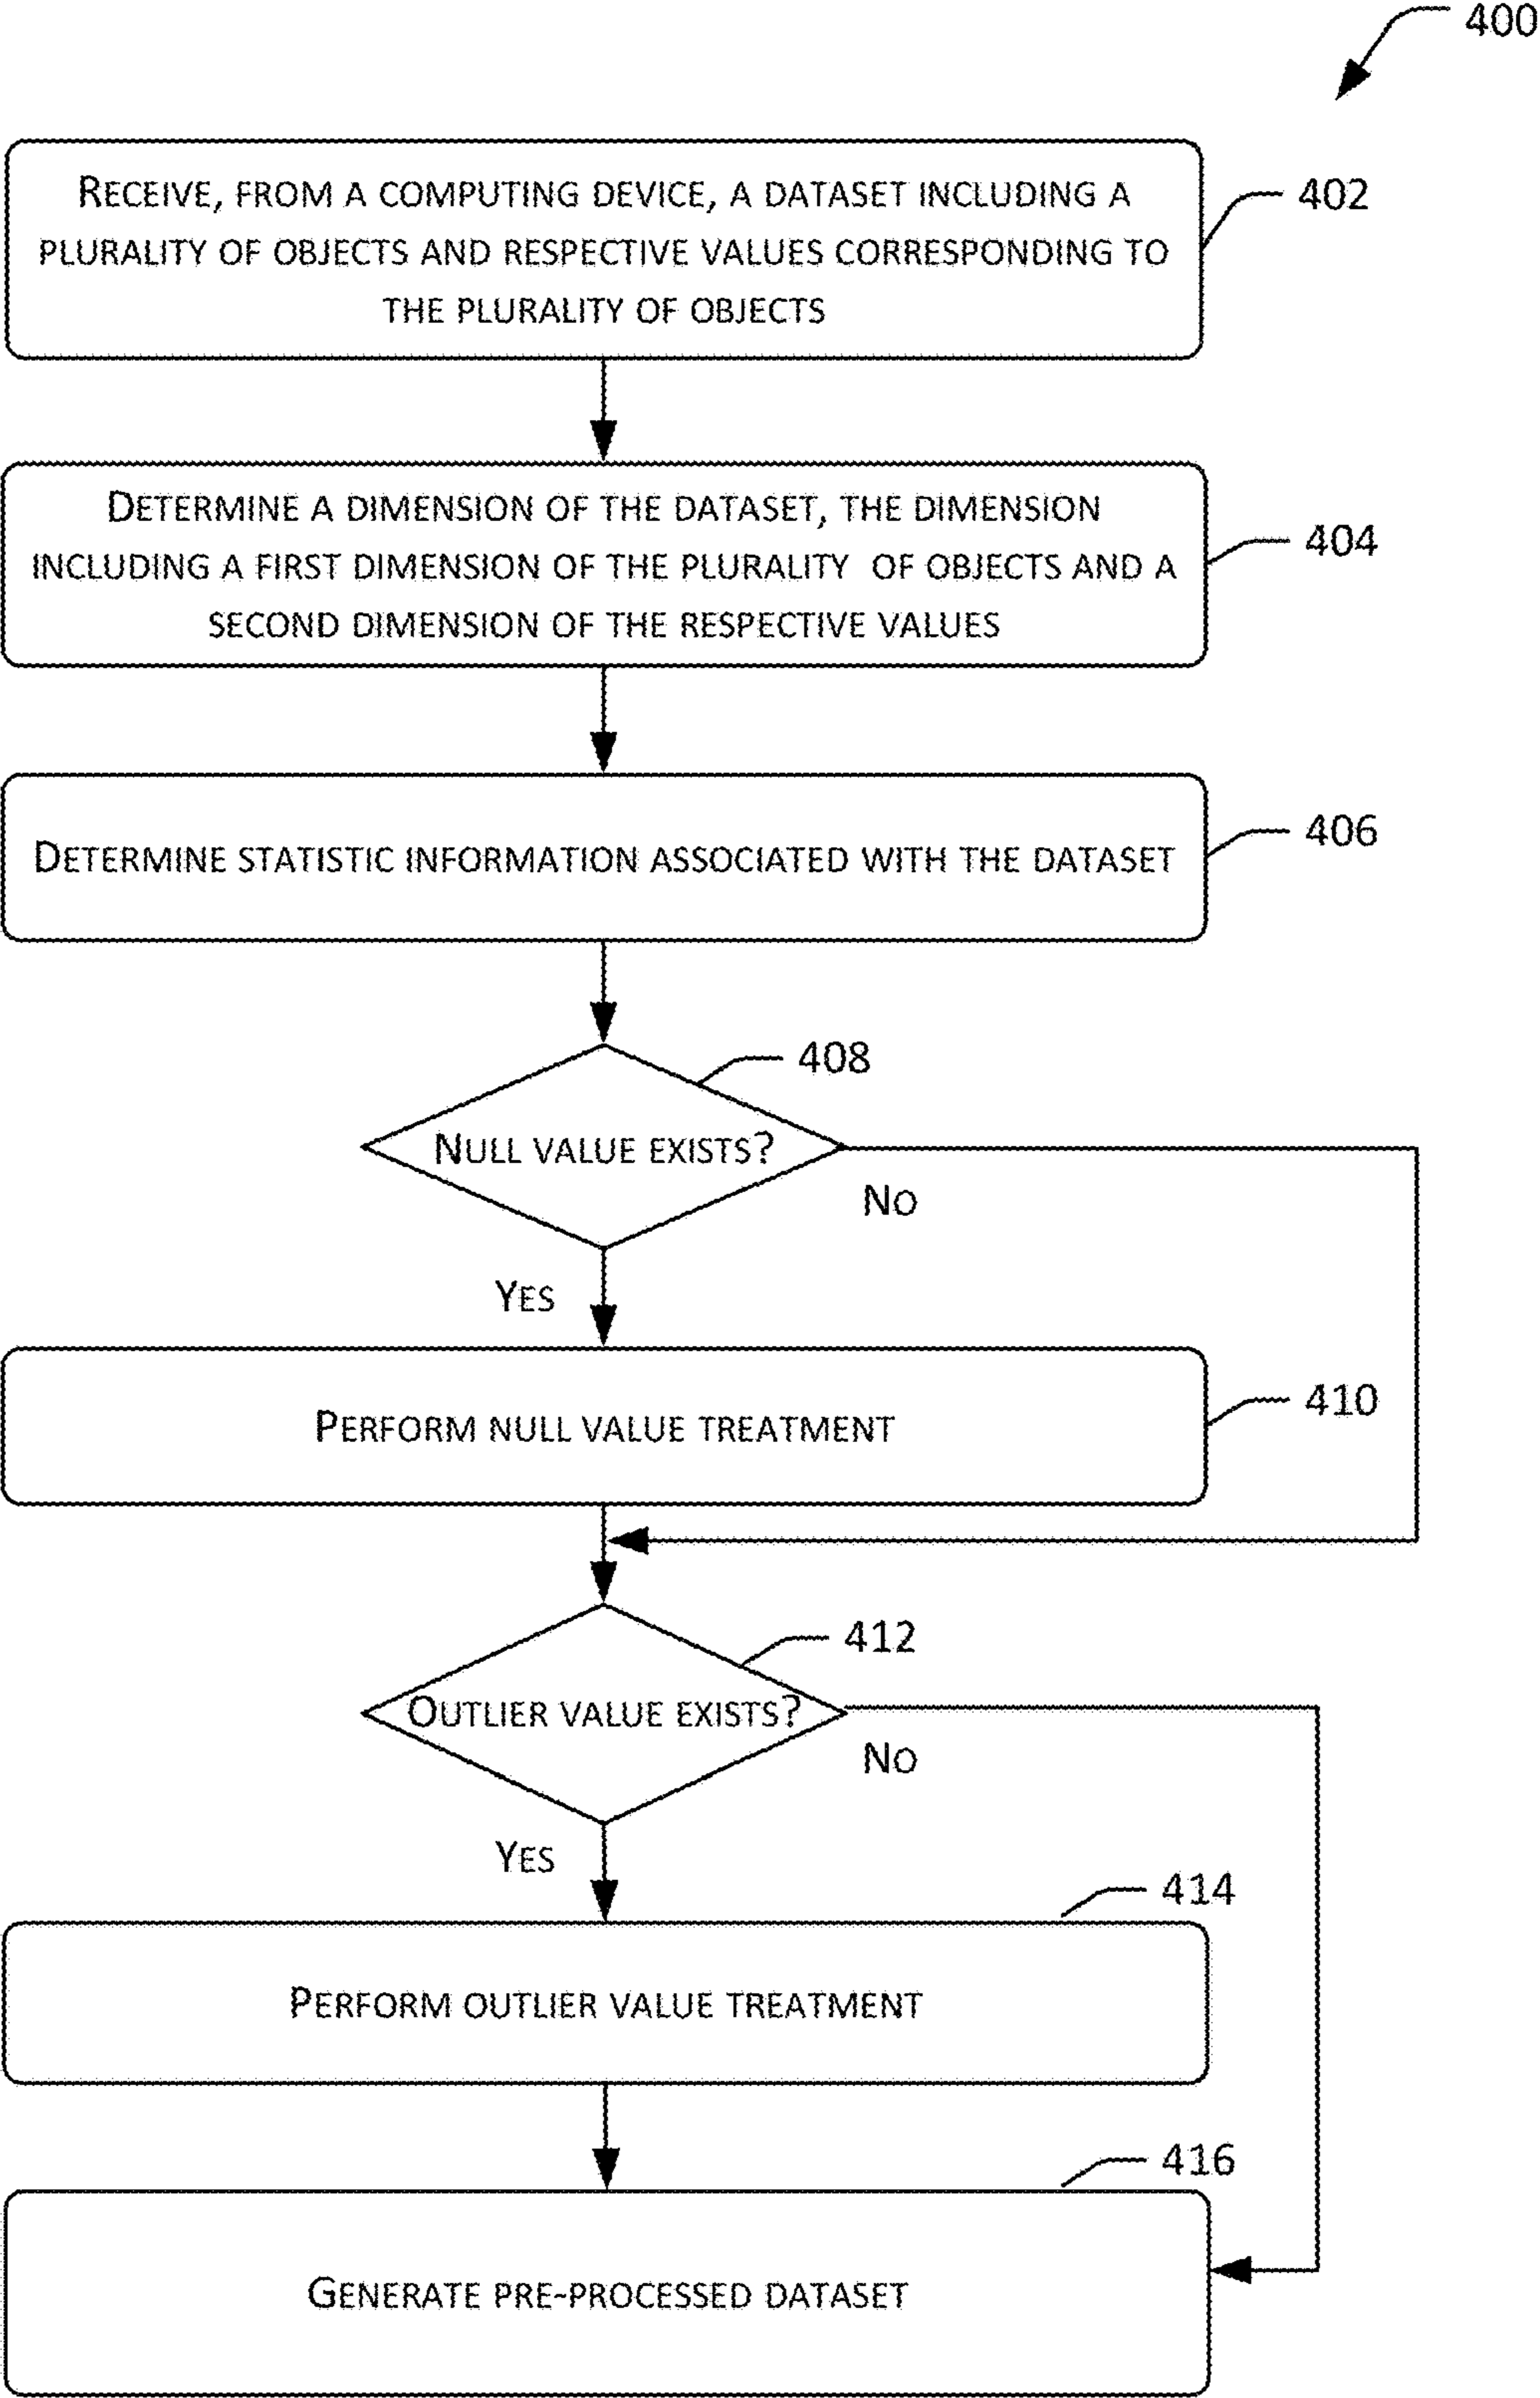 400
Receive, from a computing device, a dataset including a
plurality of objects and respective values corresponding to
the plurality of objects
402
Determine a dimension of the dataset, the dimension
including a first dimension of the plurality of objects and a
second dimension of the respective values
404
Determine statistic information associated with the dataset
406
408
Null value exists?
No
Yes
Perform null value treatment
410
412
Outlier value exists?
No
Yes
414
Perform outlier value treatment
416
Generate pre-processed dataset